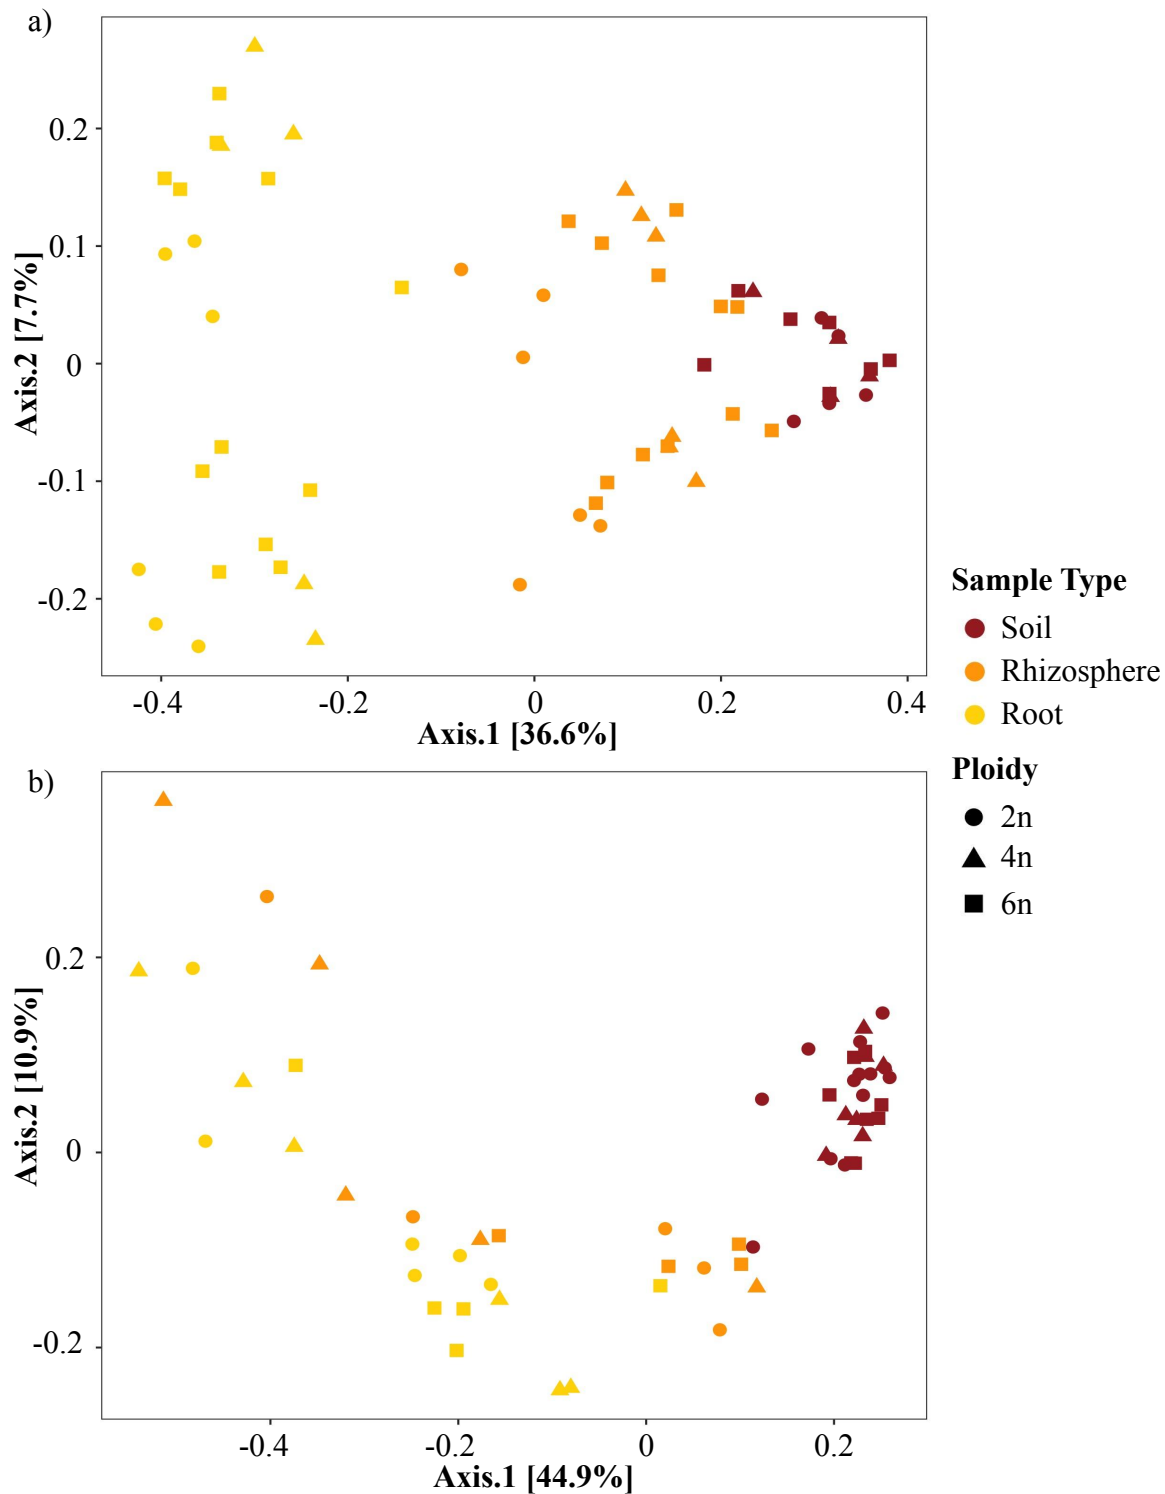 a)
0.2
0.1
0
-0.1
-0.2
Axis.2 [7.7%]
-0.4
-0.2
0
0.2
0.4
Axis.1 [36.6%]
Sample Type
Soil
Rhizosphere
Root
Ploidy
2n
4n
6n
b)
0.2
0
-0.2
Axis.2 [10.9%]
-0.4
-0.2
0
0.2
Axis.1 [44.9%]